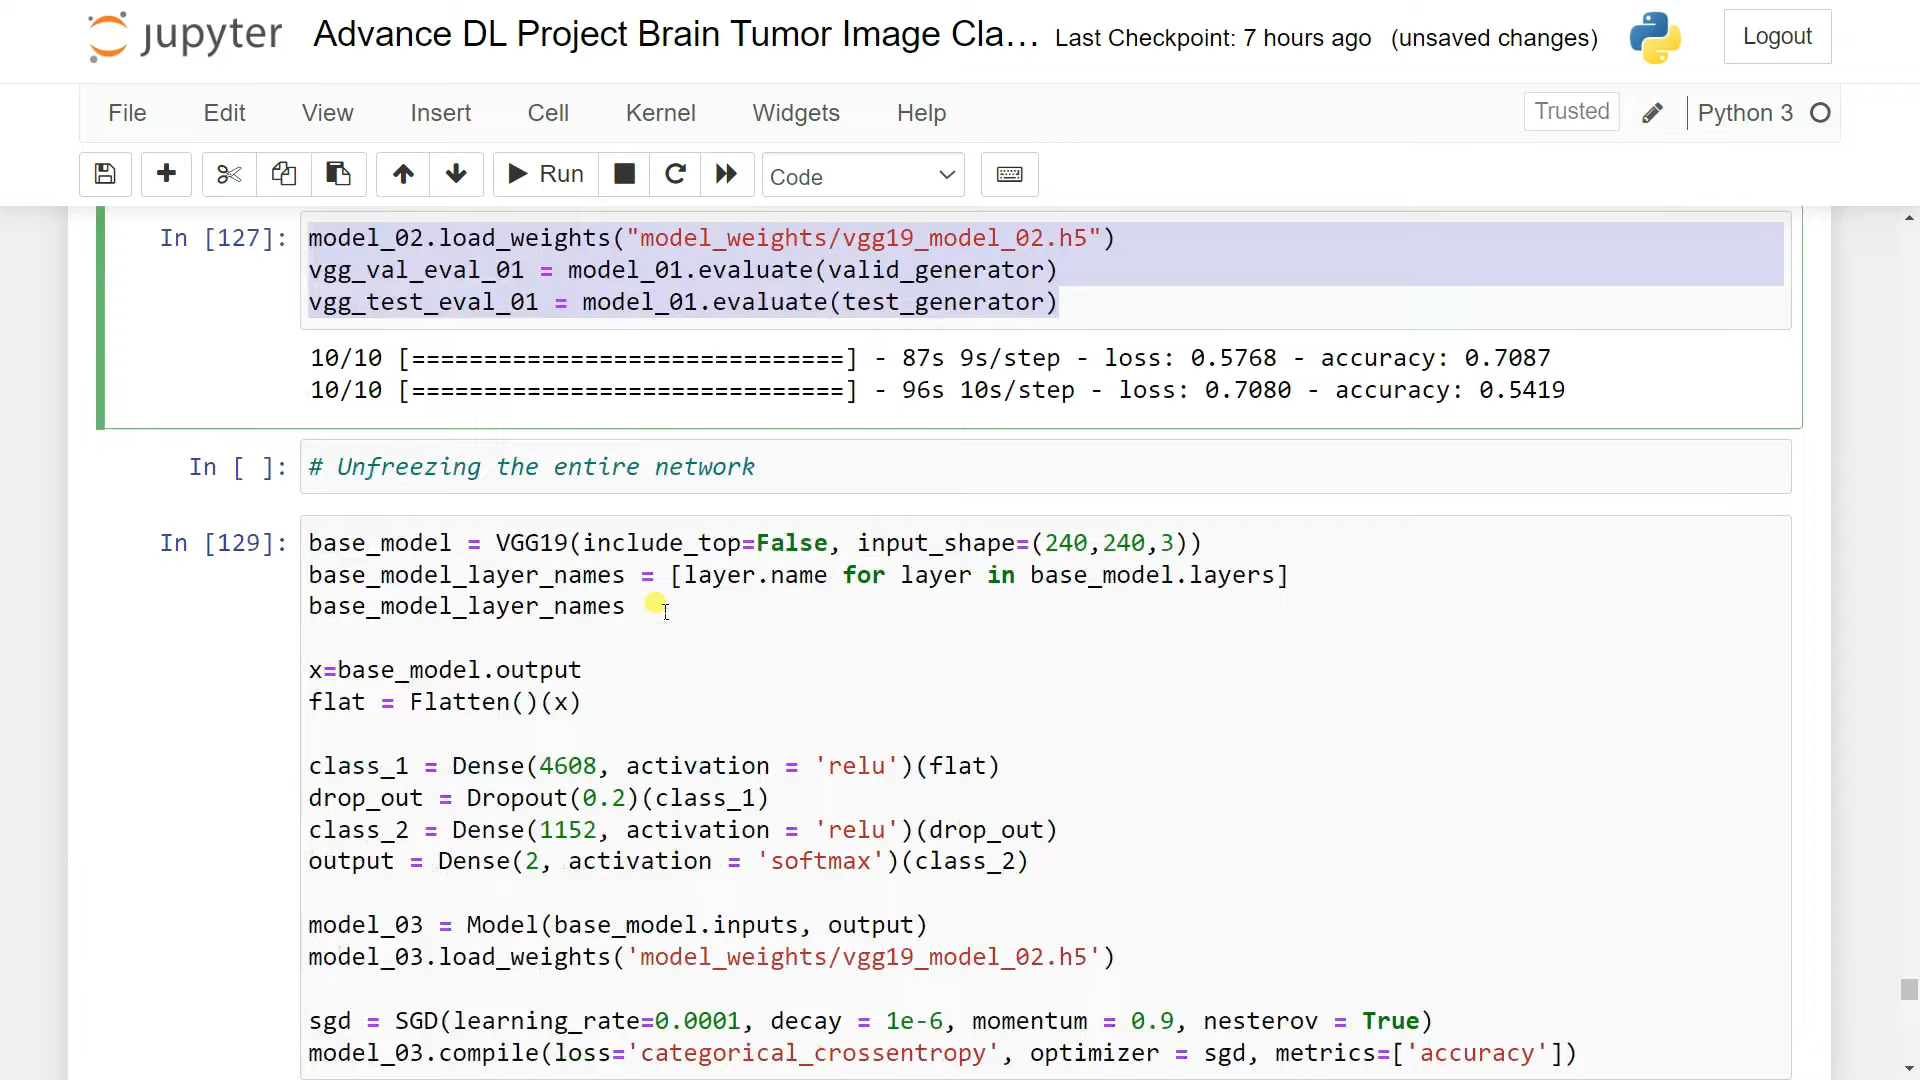 jupyter Advance DL Project Brain Tumor Image Cla... Last Checkpoint: 7 hours ago (unsaved changes) Logout
File Edit View Insert Cell Kernel Widgets Help Trusted Python 3
Run Code
In [127]: model_02.load_weights("model_weights/vgg19_model_02.h5")
vgg_val_eval_01 = model_01.evaluate(valid_generator)
vgg_test_eval_01 = model_01.evaluate(test_generator)
10/10 [==============================] - 87s 9s/step - loss: 0.5768 - accuracy: 0.7087
10/10 [==============================] - 96s 10s/step - loss: 0.7080 - accuracy: 0.5419
In [ ]: # Unfreezing the entire network
In [129]: base_model = VGG19(include_top=False, input_shape=(240,240,3))
base_model_layer_names = [layer.name for layer in base_model.layers]
base_model_layer_names
x=base_model.output
flat = Flatten()(x)
class_1 = Dense(4608, activation = 'relu')(flat)
drop_out = Dropout(0.2)(class_1)
class_2 = Dense(1152, activation = 'relu')(drop_out)
output = Dense(2, activation = 'softmax')(class_2)
model_03 = Model(base_model.inputs, output)
model_03.load_weights('model_weights/vgg19_model_02.h5')
sgd = SGD(learning_rate=0.0001, decay = 1e-6, momentum = 0.9, nesterov = True)
model_03.compile(loss='categorical_crossentropy', optimizer = sgd, metrics=['accuracy'])